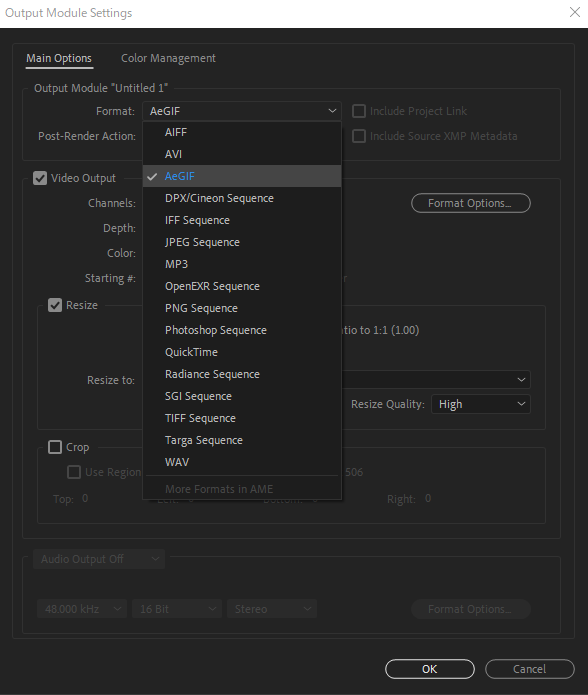 Output Module Settings
Main Options Color Management
Output Module "Untitled 1"
Format: AeGIF Include Project Link
Post-Render Action: Include Source XMP Metadata
AIFF
AVI
AeGIF
DPX/Cineon Sequence
IFF Sequence
JPEG Sequence
MP3
OpenEXR Sequence
PNG Sequence
Photoshop Sequence
QuickTime
Radiance Sequence
SGI Sequence
TIFF Sequence
Targa Sequence
WAV
More Formats in AME
Video Output
Channels: Format Options...
Depth:
Color:
Starting #:
Resize
to 1:1 (1.00)
Resize to:
Resize Quality: High
Crop
Use Region 506
Top: 0 Right: 0
Audio Output Off
48.000 kHz 16 Bit Stereo Format Options...
OK Cancel